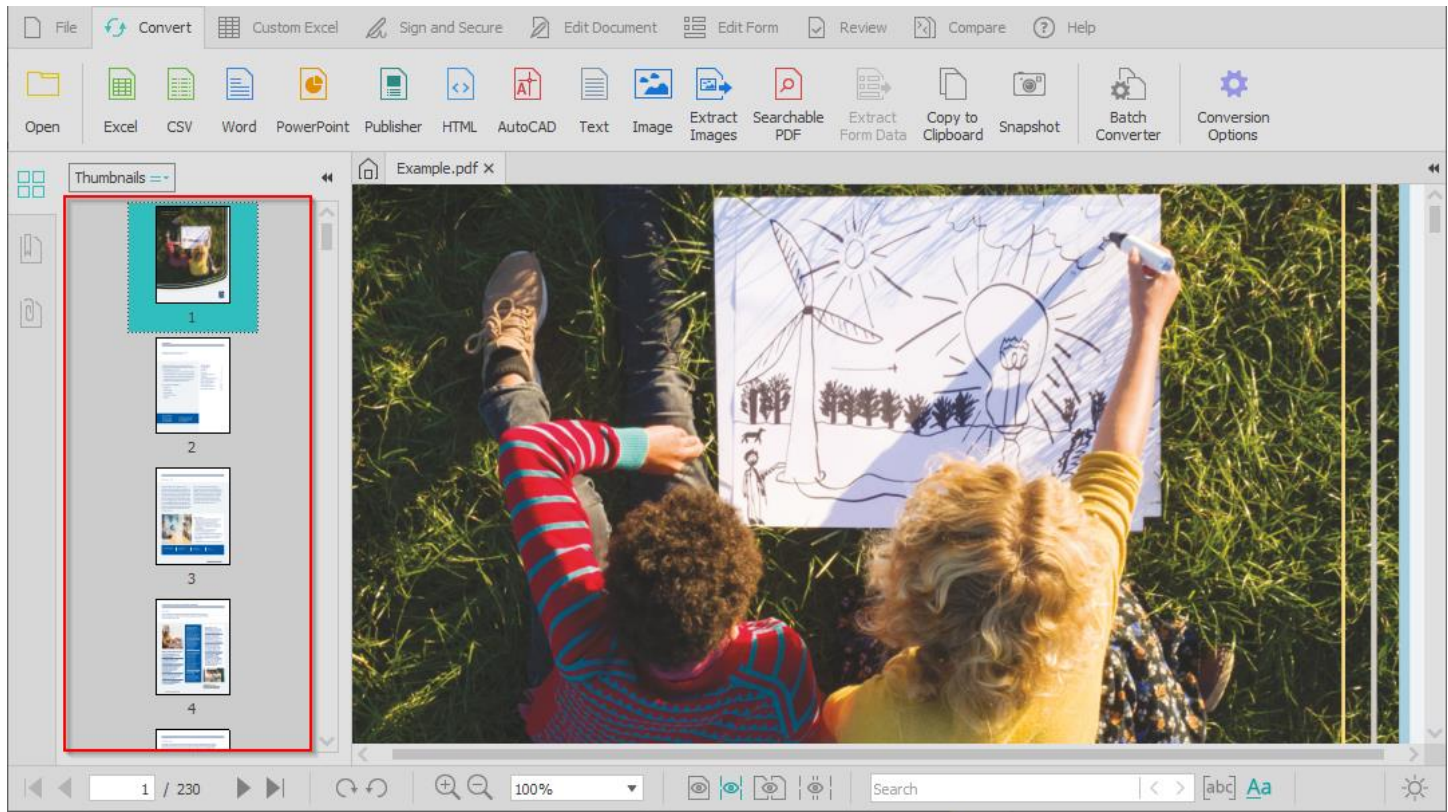 File Convert Custom Excel Sign and Secure Edit Document Edit Form Review Compare Help
Open Excel CSV Word PowerPoint Publisher HTML AutoCAD Text Image Extract Images Searchable PDF Extract Form Data Copy to Clipboard Snapshot Batch Converter Conversion Options
Thumbnails
Example.pdf
1
2
3
4
1 / 230 100% Search [abc] Aa